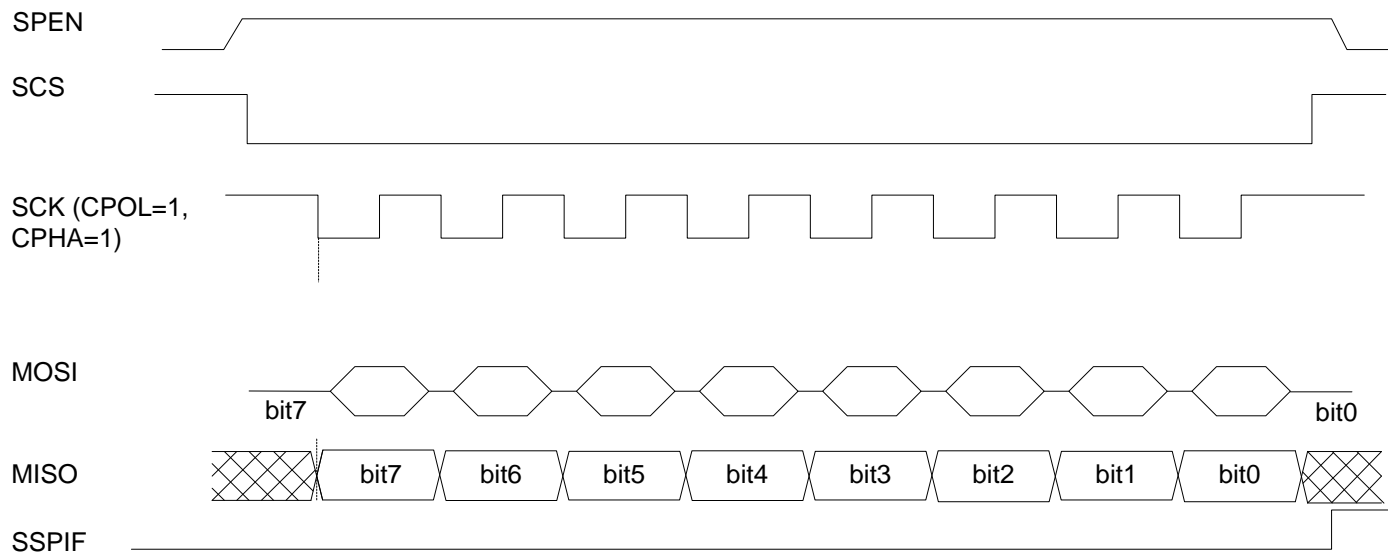 SPEN
SCS
SCK (CPOL=1,
CPHA=1)
MOSI
bit7
bit0
MISO
bit7 bit6 bit5 bit4 bit3 bit2 bit1 bit0
SSPIF